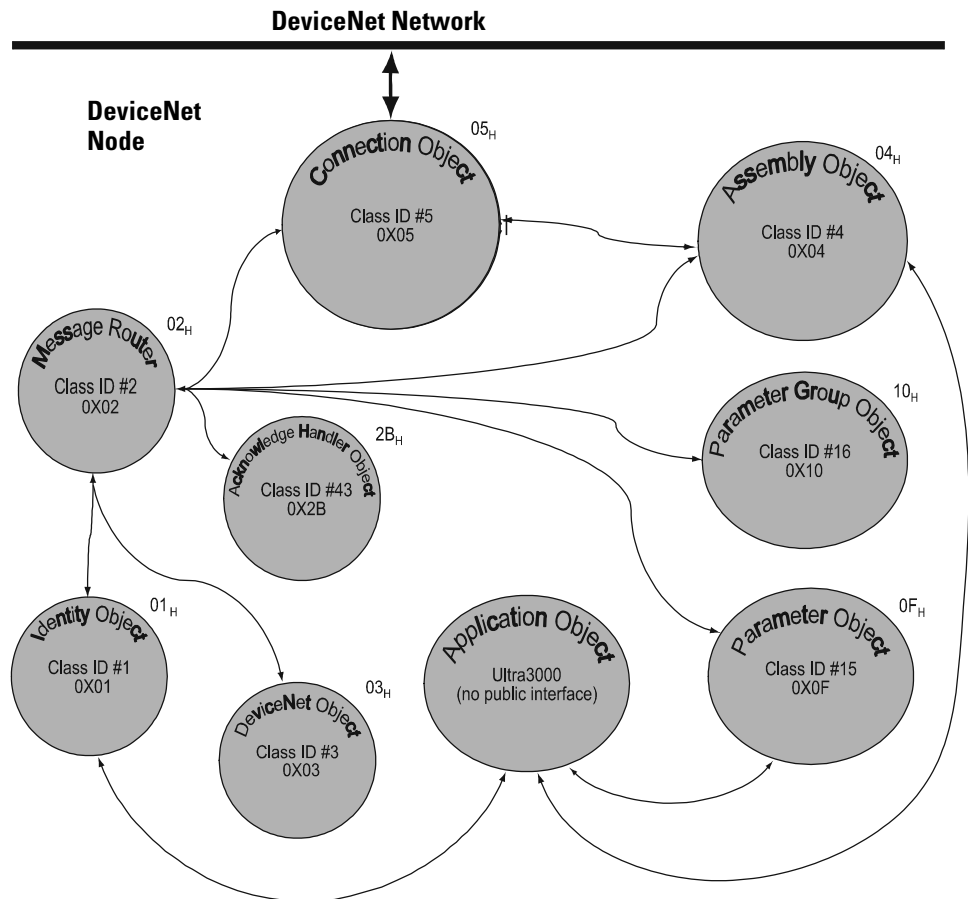 DeviceNet Network
DeviceNet
Node
05H
Connection Object
Class ID #5
0X05
04H
Assembly Object
Class ID #4
0X04
02H
Message Router
Class ID #2
0X02
10H
Parameter Group Object
Class ID #16
0X10
2BH
Acknowledge Handler Object
Class ID #43
0X2B
01H
Identity Object
Class ID #1
0X01
Application Object
Ultra3000
(no public interface)
0FH
Parameter Object
Class ID #15
0X0F
03H
DeviceNet Object
Class ID #3
0X03